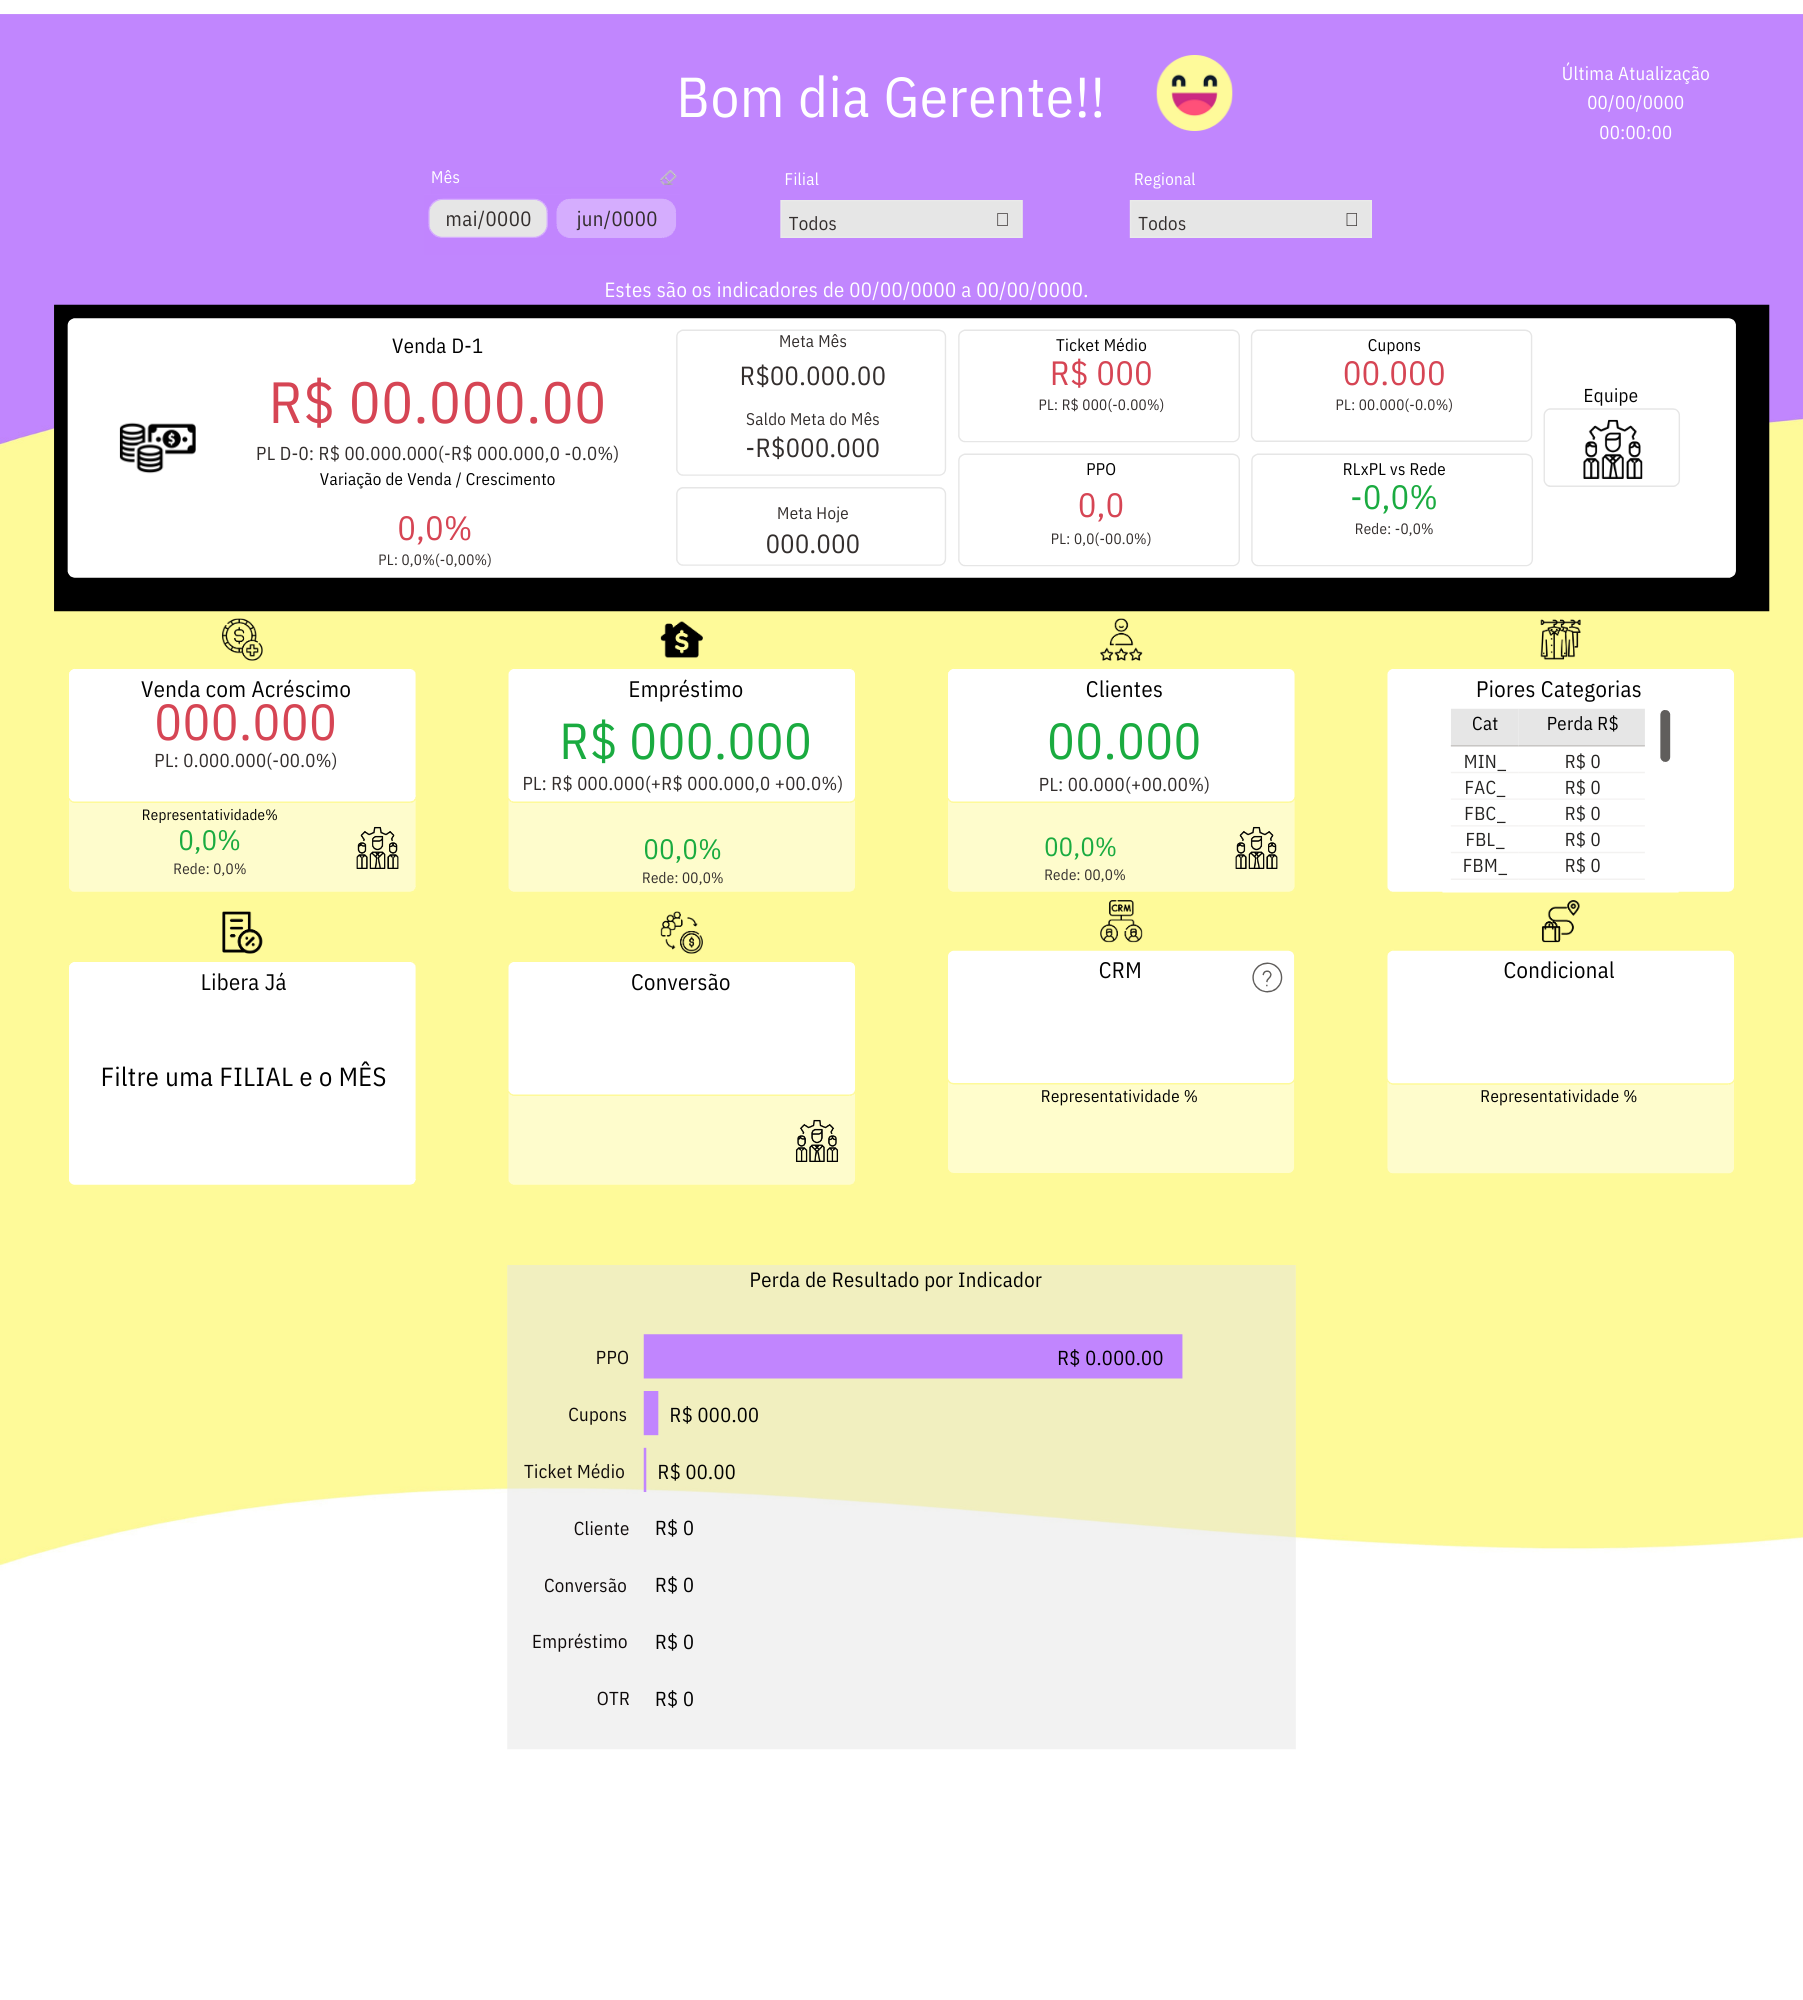 Bom dia Gerente!!
Última Atualização
00/00/0000
00:00:00
Mês
mai/0000 jun/0000
Filial
Todos
Regional
Todos
Estes são os indicadores de 00/00/0000 a 00/00/0000.
Venda D-1
R$ 00.000.00
PL D-0: R$ 00.000.000(-R$ 000.000,0 -0.0%)
Variação de Venda / Crescimento
0,0%
PL: 0,0%(-0,00%)
Meta Mês
R$00.000.00
Saldo Meta do Mês
-R$000.000
Meta Hoje
000.000
Ticket Médio
R$ 000
PL: R$ 000(-0.00%)
Cupons
00.000
PL: 00.000(-0.0%)
PPO
0,0
PL: 0,0(-00.0%)
RLxPL vs Rede
-0,0%
Rede: -0,0%
Equipe
Venda com Acréscimo
000.000
PL: 0.000.000(-00.0%)
Representatividade%
0,0%
Rede: 0,0%
Empréstimo
R$ 000.000
PL: R$ 000.000(+R$ 000.000,0 +00.0%)
00,0%
Rede: 00,0%
Clientes
00.000
PL: 00.000(+00.00%)
00,0%
Rede: 00,0%
Piores Categorias
Cat Perda R$
MIN_ R$ 0
FAC_ R$ 0
FBC_ R$ 0
FBL_ R$ 0
FBM_ R$ 0
Libera Já
Filtre uma FILIAL e o MÊS
Conversão
CRM
CRM
?
Representatividade %
Condicional
Representatividade %
Perda de Resultado por Indicador
PPO R$ 0.000.00
Cupons R$ 000.00
Ticket Médio R$ 00.00
Cliente R$ 0
Conversão R$ 0
Empréstimo R$ 0
OTR R$ 0